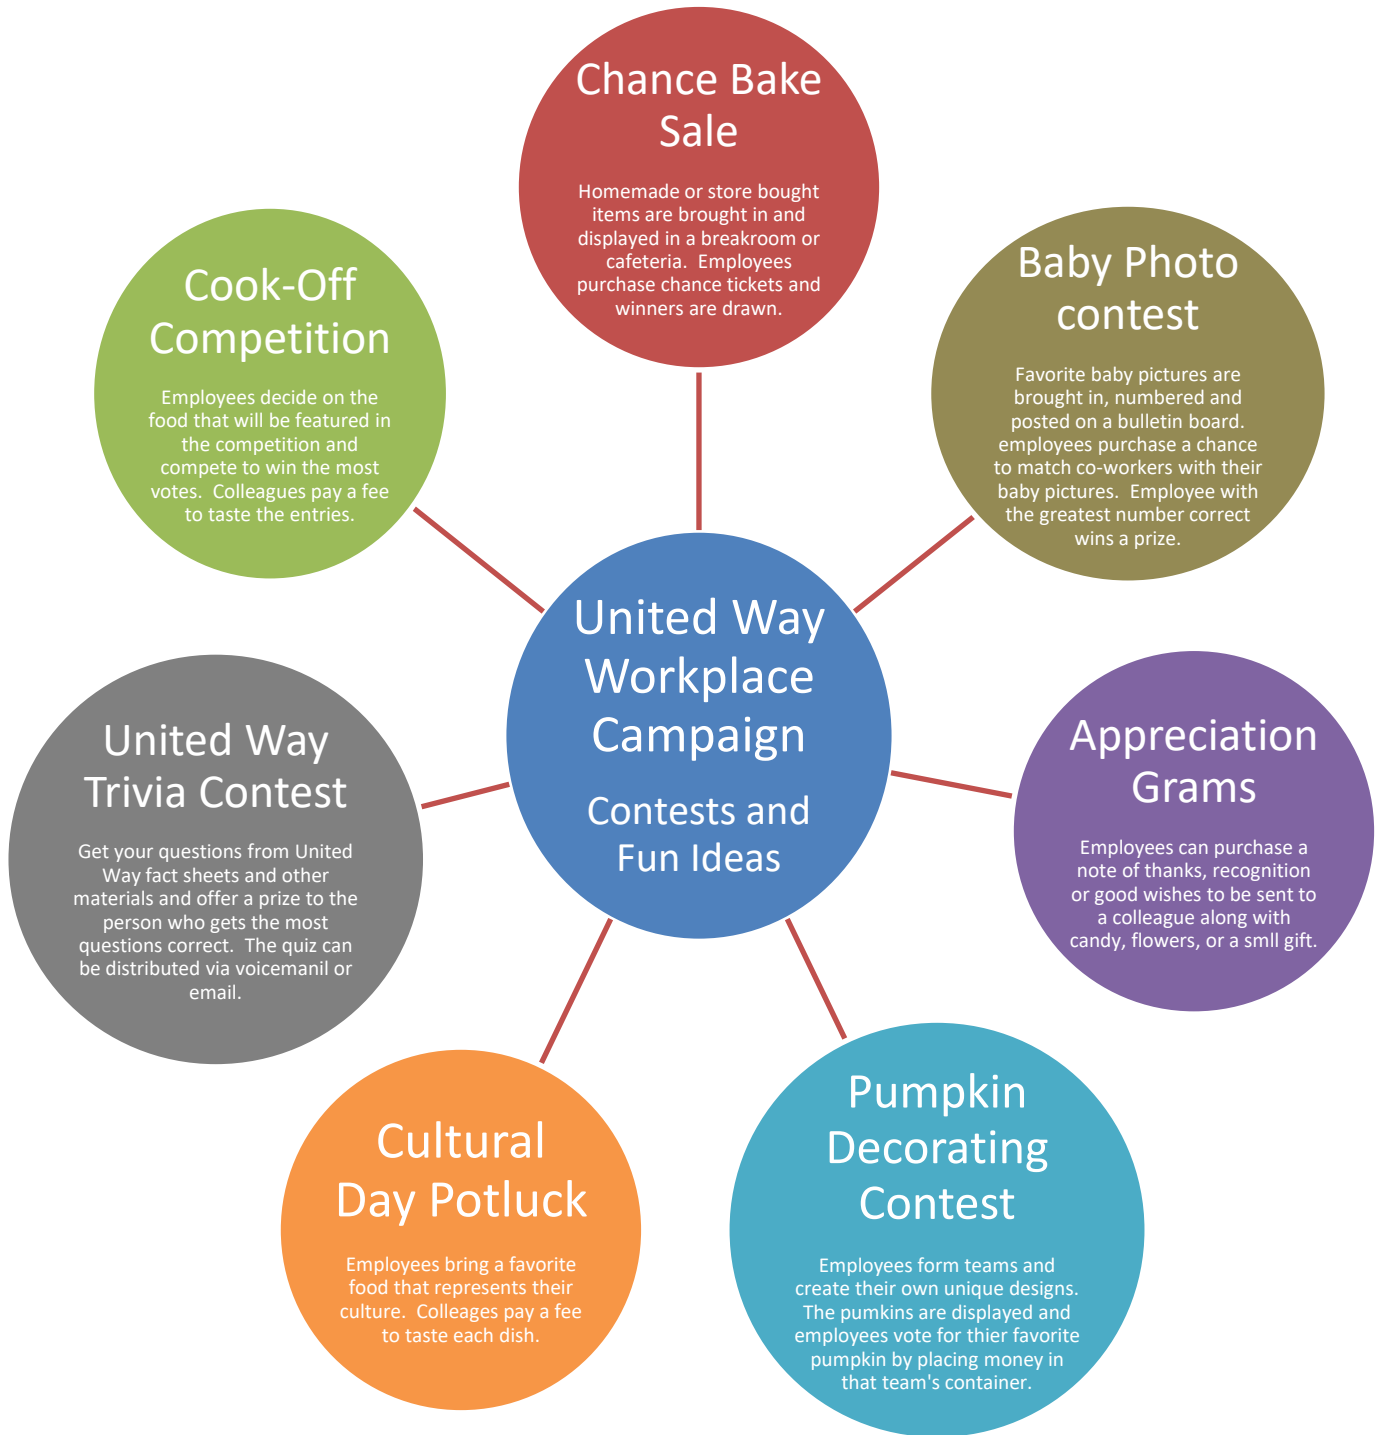 Chance Bake
Sale
Homemade or store bought
items are brought in and
displayed in a breakroom or
cafeteria.  Employees
purchase chance tickets and
winners are drawn.
Baby Photo
contest
Favorite baby pictures are
brought in, numbered and
posted on a bulletin board.
employees purchase a chance
to match co-workers with their
baby pictures.  Employee with
the greatest number correct
wins a prize.
Appreciation
Grams
Employees can purchase a
note of thanks, recognition
or good wishes to be sent to
a colleague along with
candy, flowers, or a smll gift.
Pumpkin
Decorating
Contest
Employees form teams and
create their own unique designs.
The pumkins are displayed and
employees vote for thier favorite
pumpkin by placing money in
that team's container.
Cultural
Day Potluck
Employees bring a favorite
food that represents their
culture.  Colleages pay a fee
to taste each dish.
United Way
Trivia Contest
Get your questions from United
Way fact sheets and other
materials and offer a prize to the
person who gets the most
questions correct.  The quiz can
be distributed via voicemanil or
email.
Cook-Off
Competition
Employees decide on the
food that will be featured in
the competition and
compete to win the most
votes.  Colleagues pay a fee
to taste the entries.
United Way
Workplace
Campaign
Contests and
Fun Ideas